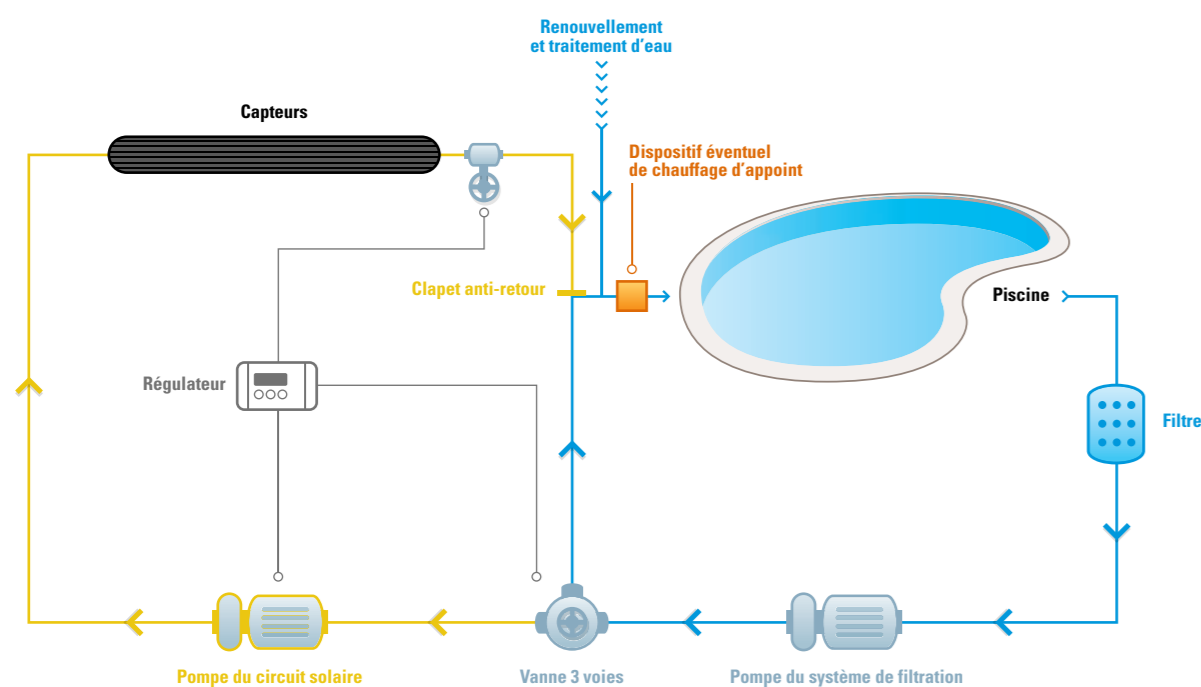 Renouvellement
et traitement d’eau
Capteurs
Dispositif éventuel
de chauffage d’appoint
Clapet anti-retour
Piscine
Régulateur
Filtre
Pompe du circuit solaire
Vanne 3 voies
Pompe du système de filtration